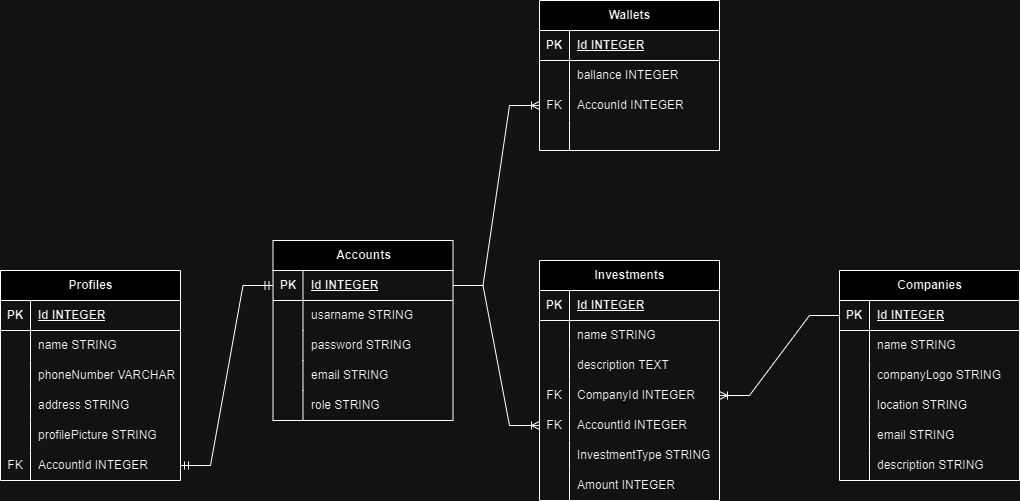 Wallets
PK Id INTEGER
ballance INTEGER
FK AccounId INTEGER
Accounts
PK Id INTEGER
usarname STRING
password STRING
email STRING
role STRING
Profiles
PK Id INTEGER
name STRING
phoneNumber VARCHAR
address STRING
profilePicture STRING
FK AccountId INTEGER
Investments
PK Id INTEGER
name STRING
description TEXT
FK CompanyId INTEGER
FK AccountId INTEGER
InvestmentType STRING
Amount INTEGER
Companies
PK Id INTEGER
name STRING
companyLogo STRING
location STRING
email STRING
description STRING